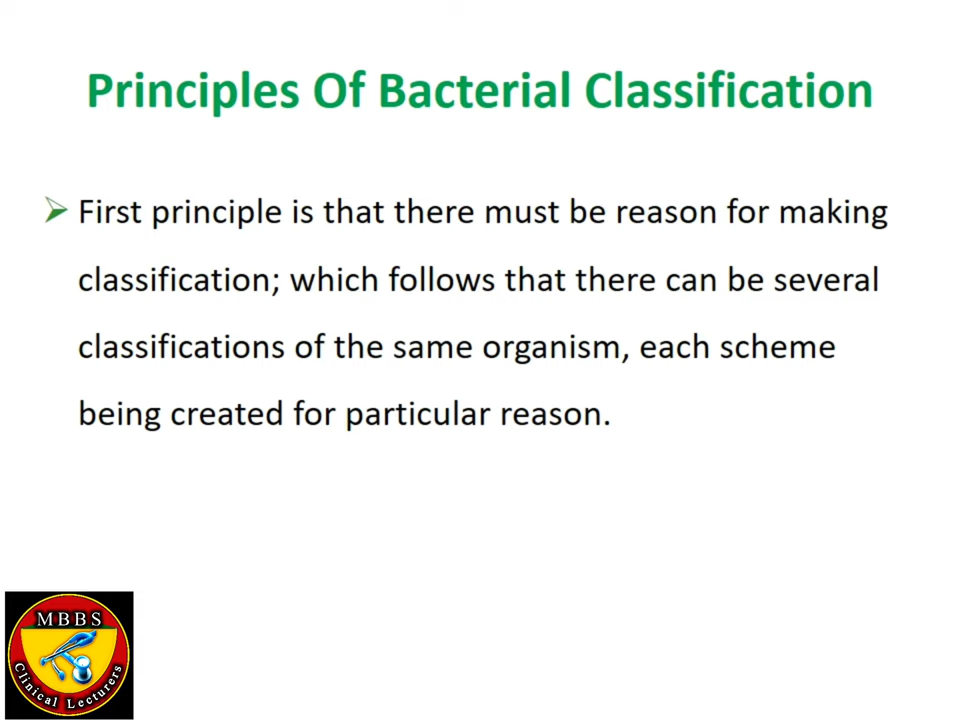 Principles Of Bacterial Classification
First principle is that there must be reason for making
classification; which follows that there can be several
classifications of the same organism, each scheme
being created for particular reason.
MBBS
Clinical Lecturers